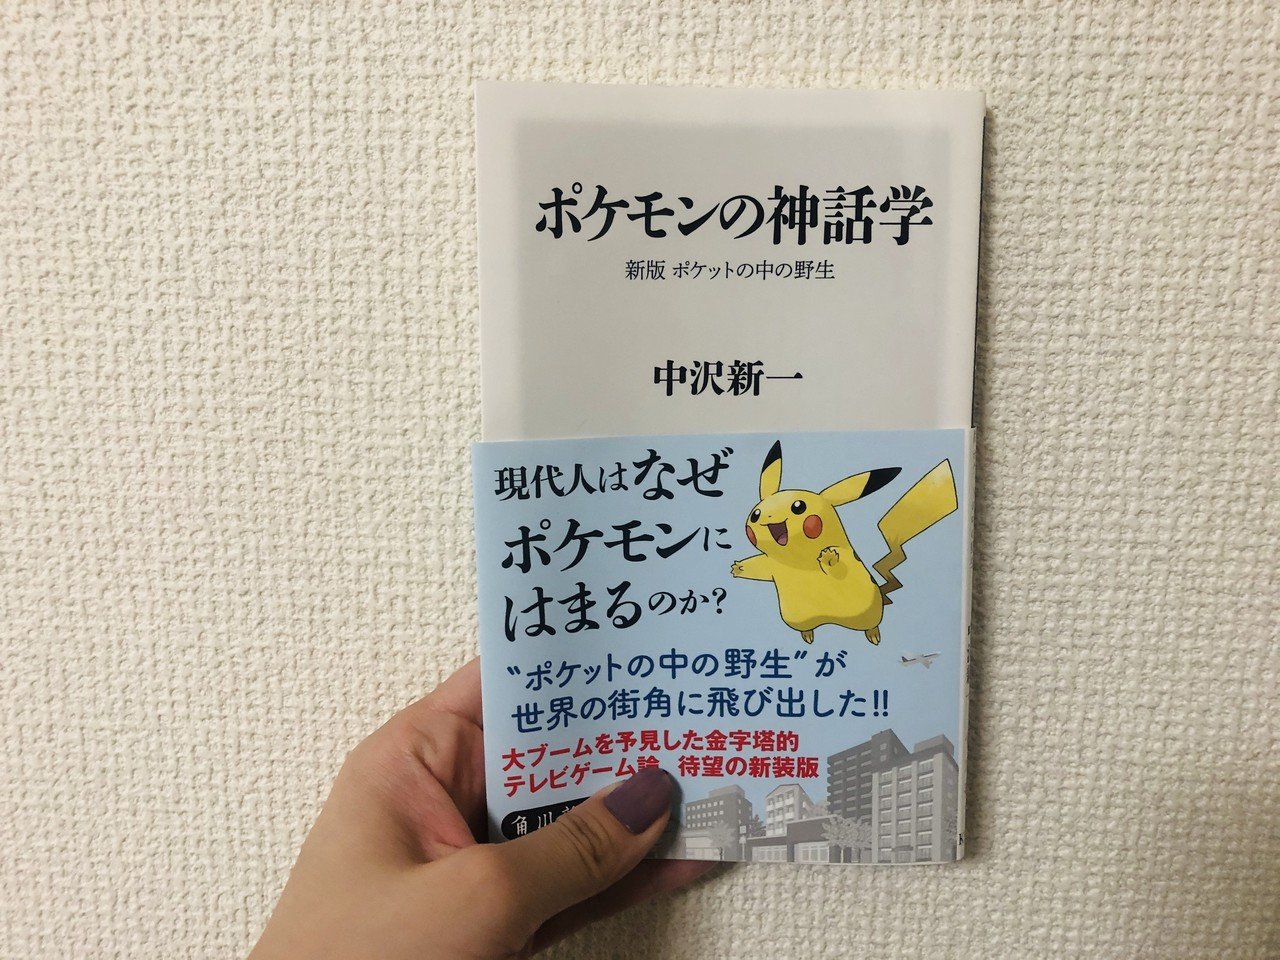 ポケモンの神話学
新版 ポケットの中の野生
中沢新一
現代人はなぜ
ポケモンに
はまるのか?
"ポケットの中の野生"が
世界の街角に飛び出した!!
大ブームを予見した金字塔的
テレビゲーム論 待望の新装版
角川